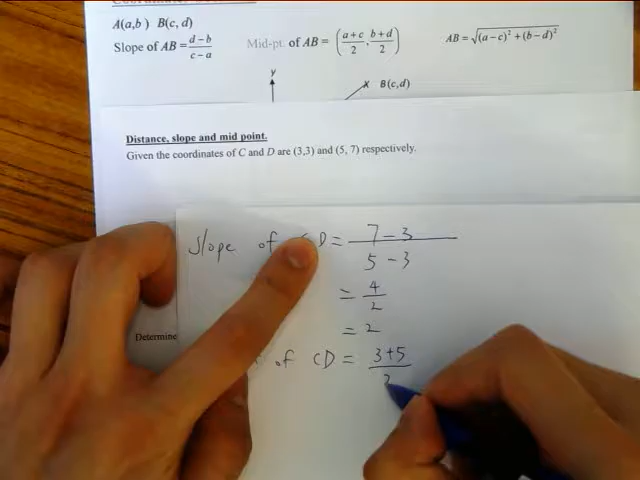 A(a,b) B(c, d)
Slope of AB = (d – b)/(c – a) Mid-pt. of AB = ((a+c)/2, (b+d)/2) AB = √((a – c)² + (b – d)²)
y
B(c,d)
Distance, slope and mid point.
Given the coordinates of C and D are (3,3) and (5, 7) respectively.
Slope of D = (7 – 3)/(5 – 3)
= 4/2
= 2
Determine
of CD = (3+5)/2